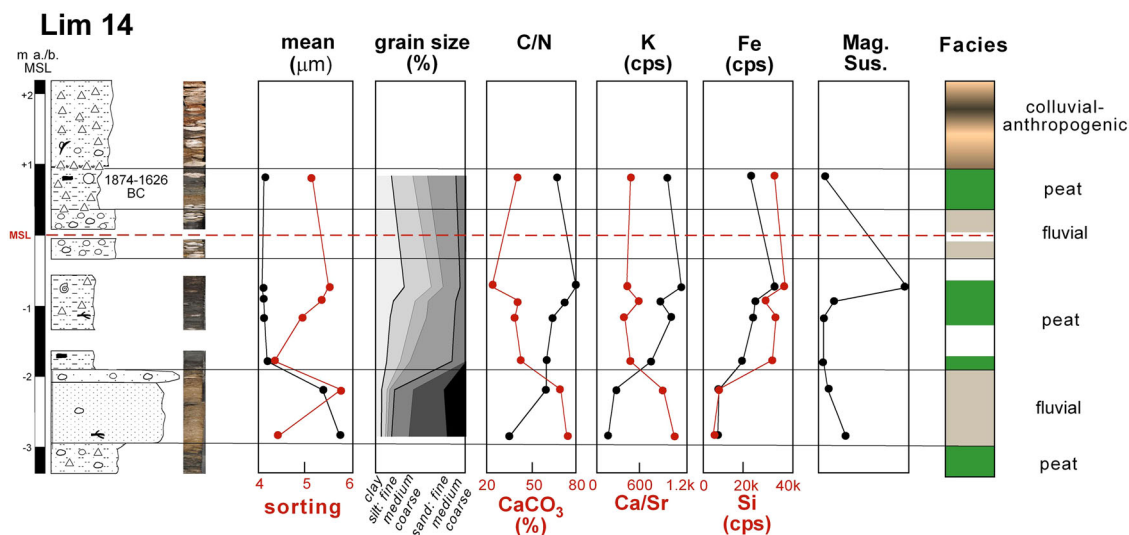 Lim 14
m a./b.
MSL
mean
(μm)
grain size
(%)
C/N
K
(cps)
Fe
(cps)
Mag.
Sus.
Facies
+2
+1
MSL
-1
-2
-3
1874-1626
BC
colluvial-
anthropogenic
peat
fluvial
peat
fluvial
peat
4 5 6
sorting
clay
silt: fine
medium
coarse
sand: fine
medium
coarse
20 50 80
CaCO₃
(%)
0 600 1.2k
Ca/Sr
0 20k 40k
Si
(cps)